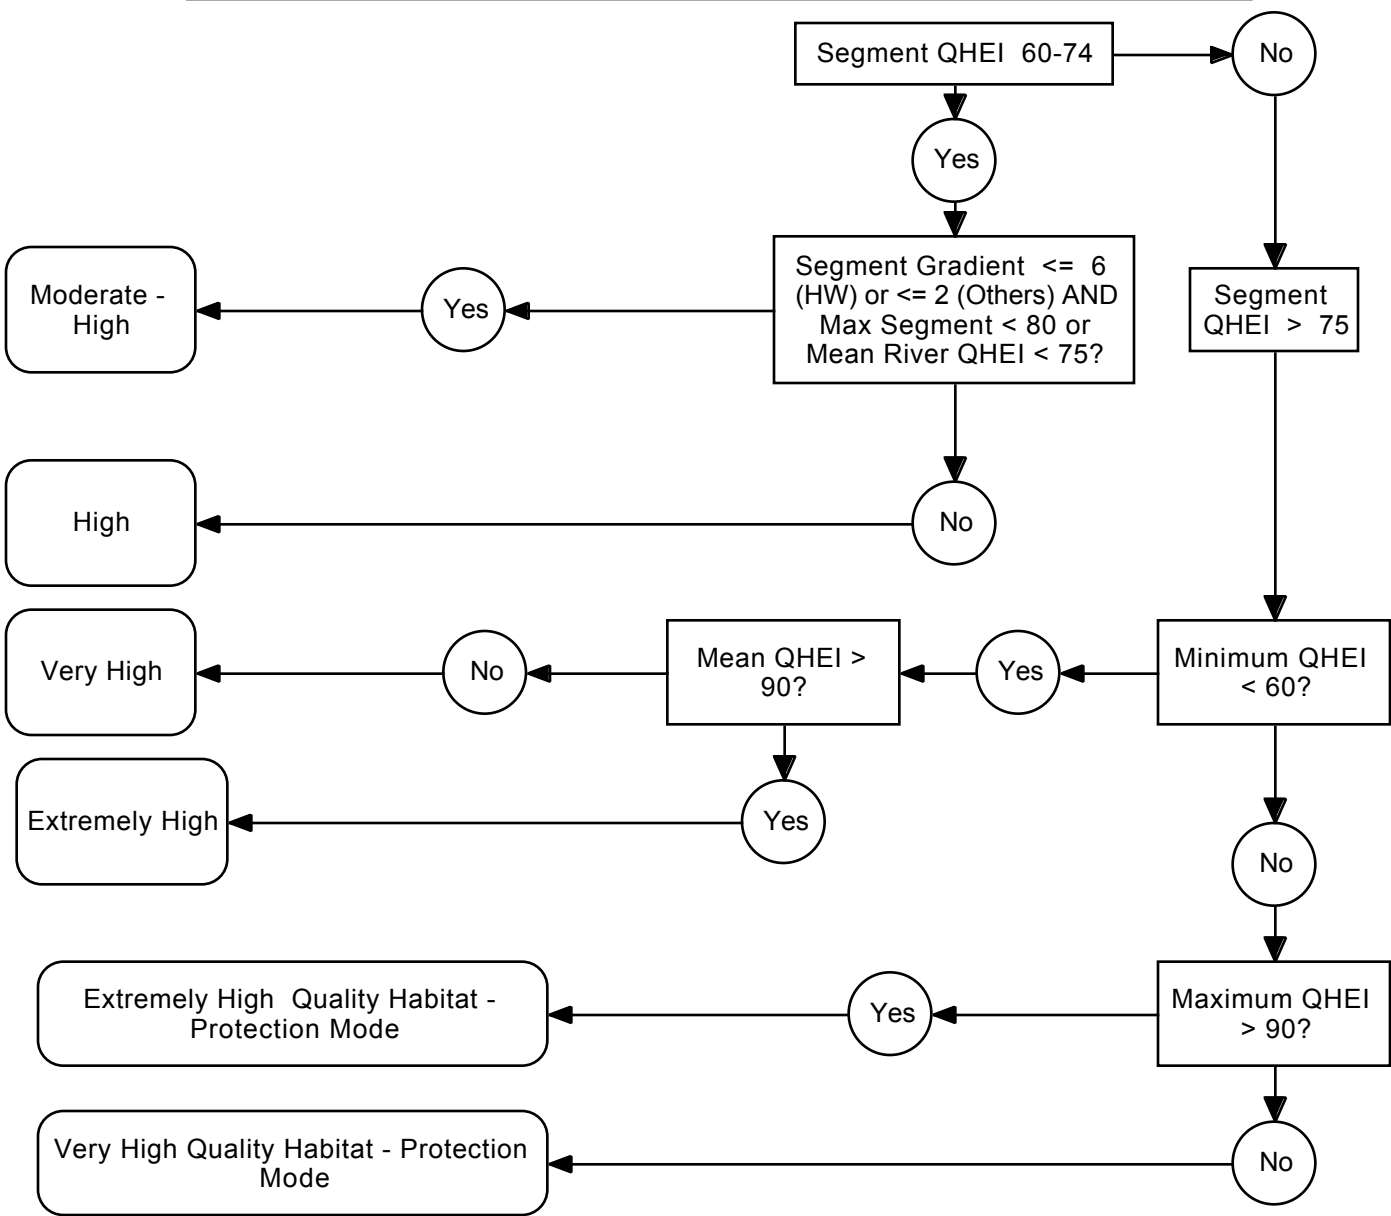 Segment QHEI 60-74
No
Yes
Segment Gradient <= 6
(HW) or <= 2 (Others) AND
Max Segment < 80 or
Mean River QHEI < 75?
Segment
QHEI > 75
Yes
Moderate -
High
No
High
Minimum QHEI
< 60?
Yes
Mean QHEI >
90?
No
Very High
Yes
Extremely High
No
Maximum QHEI
> 90?
Yes
Extremely High Quality Habitat -
Protection Mode
No
Very High Quality Habitat - Protection
Mode